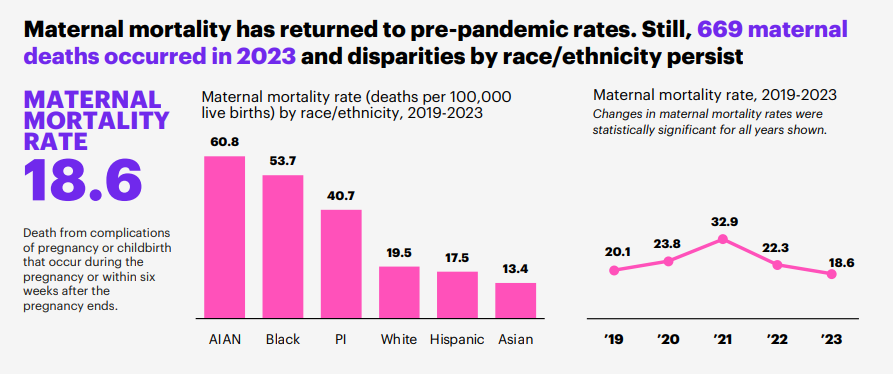 Maternal mortality has returned to pre-pandemic rates. Still, 669 maternal
deaths occurred in 2023 and disparities by race/ethnicity persist
MATERNAL
MORTALITY
RATE
18.6
Death from complications
of pregnancy or childbirth
that occur during the
pregnancy or within six
weeks after the
pregnancy ends.
Maternal mortality rate (deaths per 100,000
live births) by race/ethnicity, 2019-2023
60.8
53.7
40.7
19.5
17.5
13.4
AIAN Black PI White Hispanic Asian
Maternal mortality rate, 2019-2023
Changes in maternal mortality rates were
statistically significant for all years shown.
20.1
23.8
32.9
22.3
18.6
’19 ’20 ’21 ’22 ’23